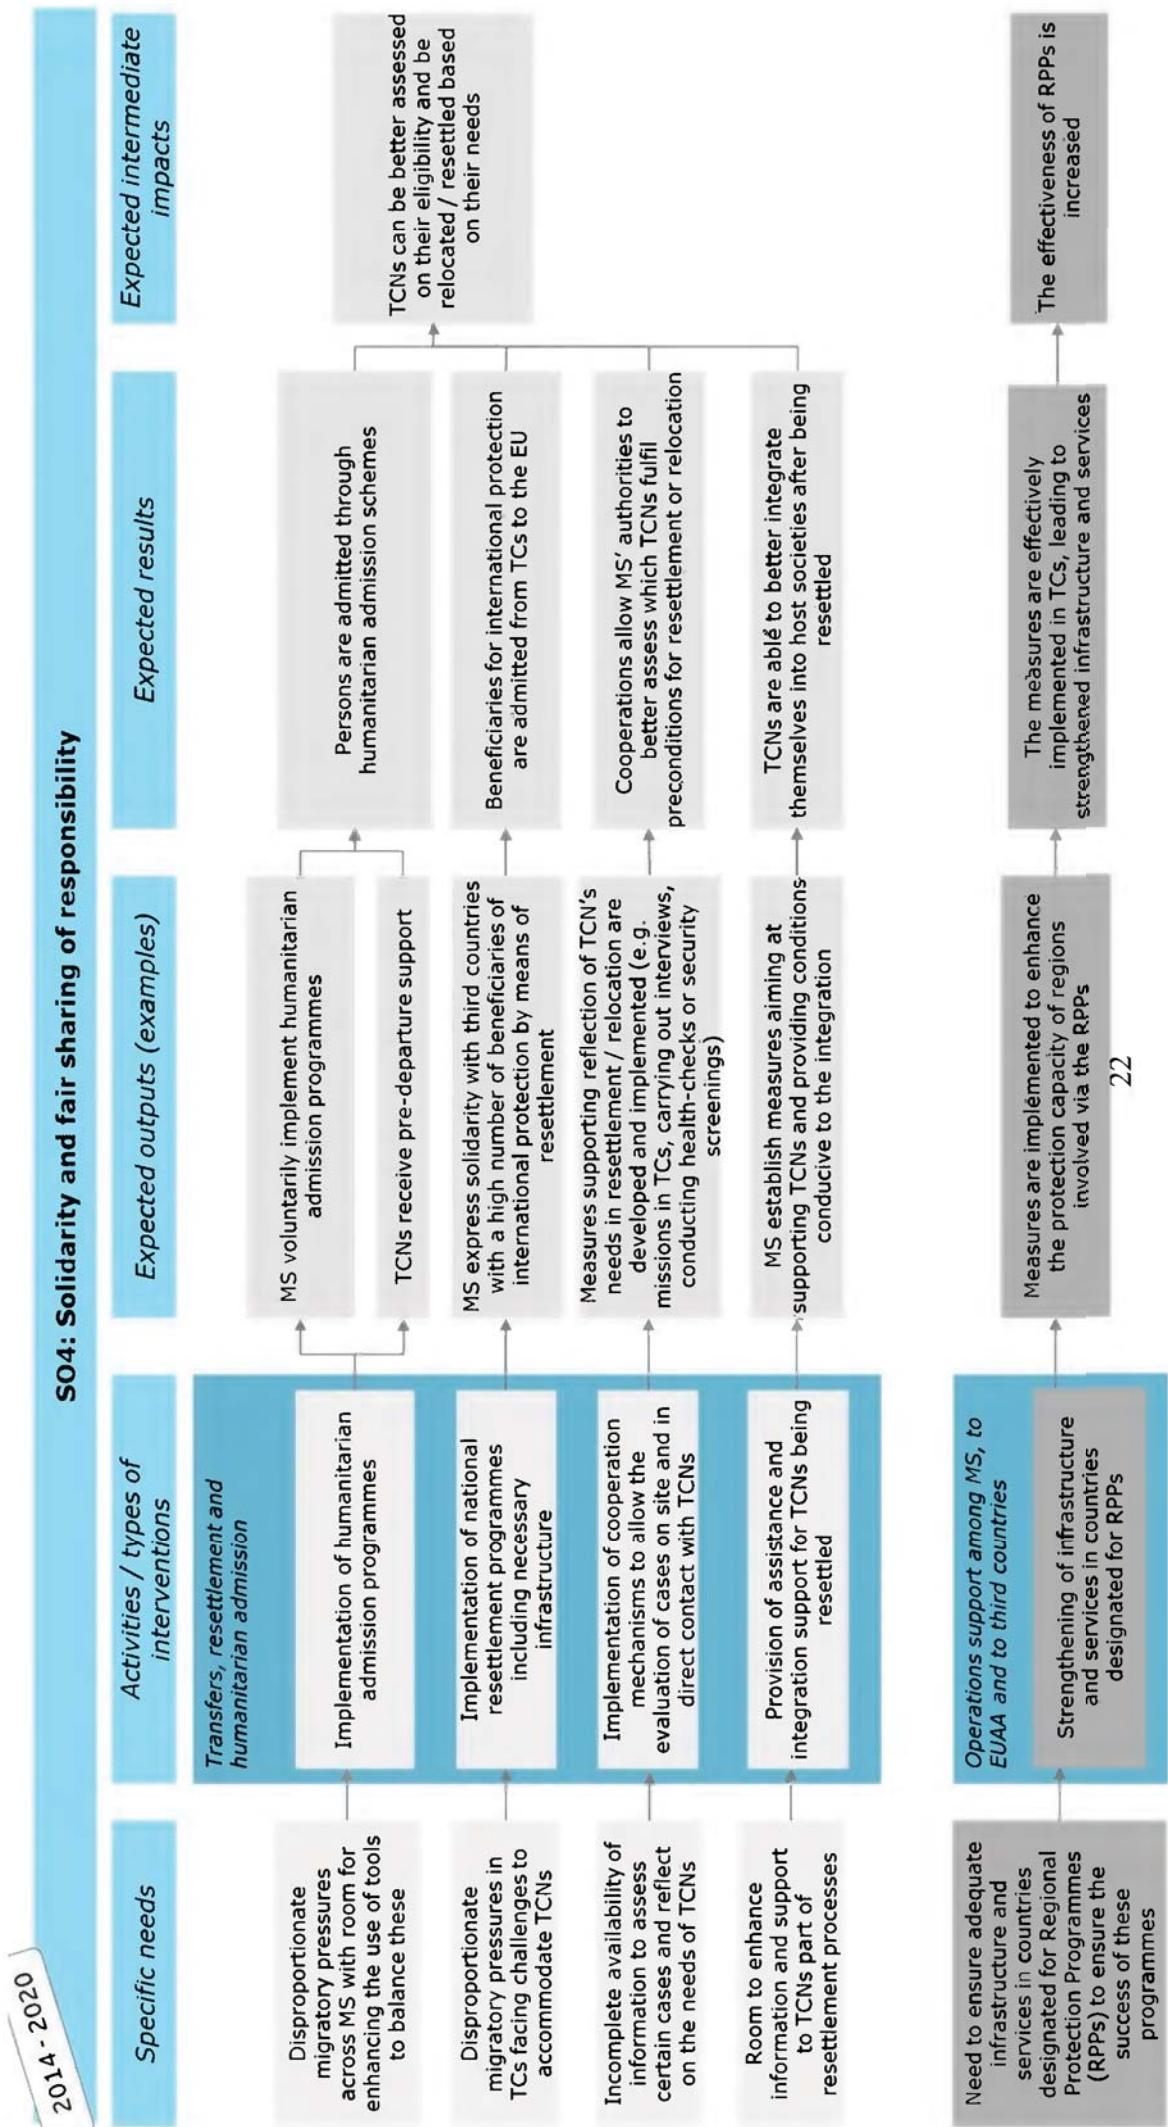 2014 - 2020
SO4: Solidarity and fair sharing of responsibility
Specific needs
Activities / types of
interventions
Expected outputs (examples)
Expected results
Expected intermediate
impacts
Transfers, resettlement and
humanitarian admission
Disproportionate
migratory pressures
across MS with room for
enhancing the use of tools
to balance these
Implementation of humanitarian
admission programmes
MS voluntarily implement humanitarian
admission programmes
TCNs receive pre-departure support
Persons are admitted through
humanitarian admission schemes
TCNs can be better assessed
on their eligibility and be
relocated / resettled based
on their needs
Disproportionate
migratory pressures in
TCs facing challenges to
accommodate TCNs
Implementation of national
resettlement programmes
including necessary
infrastructure
MS express solidarity with third countries
with a high number of beneficiaries of
international protection by means of
resettlement
Beneficiaries for international protection
are admitted from TCs to the EU
Incomplete availability of
information to assess
certain cases and reflect
on the needs of TCNs
Implementation of cooperation
mechanisms to allow the
evaluation of cases on site and in
direct contact with TCNs
Measures supporting reflection of TCN's
needs in resettlement / relocation are
developed and implemented (e.g.
missions in TCs, carrying out interviews,
conducting health-checks or security
screenings)
Cooperations allow MS' authorities to
better assess which TCNs fulfil
preconditions for resettlement or relocation
Room to enhance
information and support
to TCNs part of
resettlement processes
Provision of assistance and
integration support for TCNs being
resettled
MS establish measures aiming at
supporting TCNs and providing conditions
conducive to the integration
TCNs are able to better integrate
themselves into host societies after being
resettled
Need to ensure adequate
infrastructure and
services in countries
designated for Regional
Protection Programmes
(RPPs) to ensure the
success of these
programmes
Operations support among MS, to
EUAA and to third countries
Strengthening of infrastructure
and services in countries
designated for RPPs
Measures are implemented to enhance
the protection capacity of regions
involved via the RPPs
The measures are effectively
implemented in TCs, leading to
strengthened infrastructure and services
The effectiveness of RPPs is
increased
22